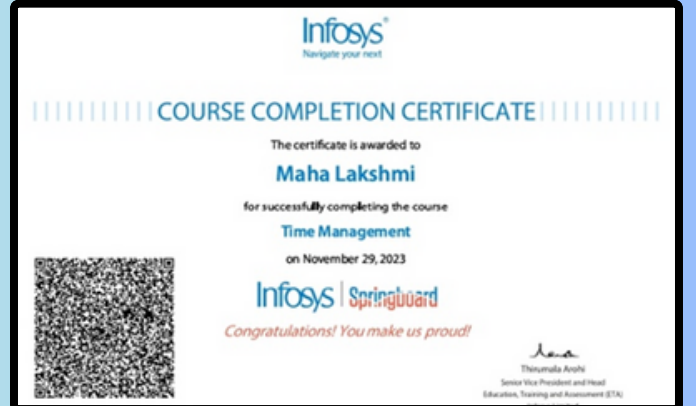 Infosys®
Navigate your next
COURSE COMPLETION CERTIFICATE
The certificate is awarded to
Maha Lakshmi
for successfully completing the course
Time Management
on November 29, 2023
Infosys | Springboard
Congratulations! You make us proud!
Thirumala Arohi
Senior Vice President and Head
Education, Training and Assessment (ETA)